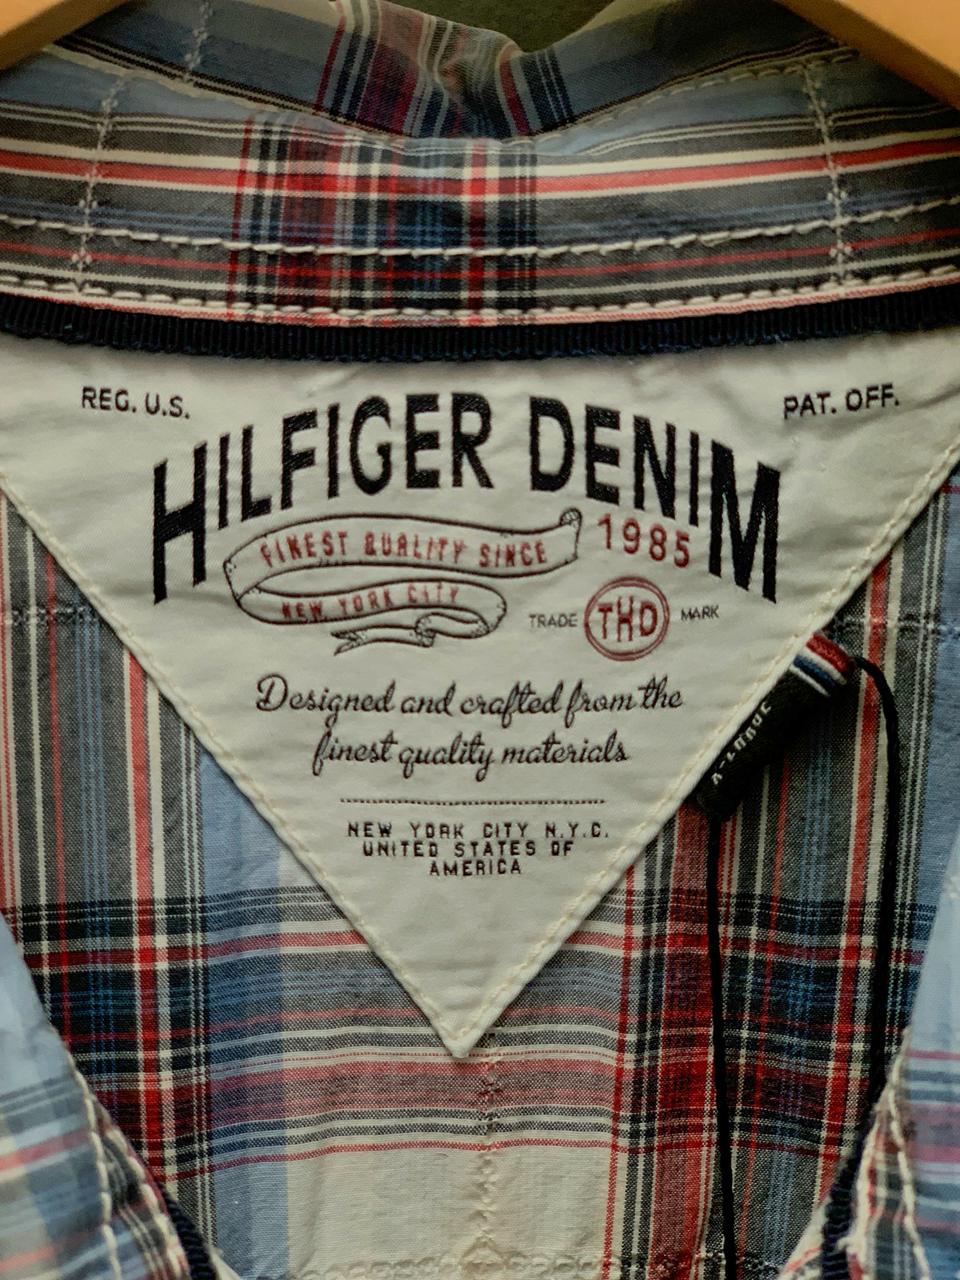 REG. U.S.
PAT. OFF.
HILFIGER DENIM
FINEST QUALITY SINCE
1985
NEW YORK CITY
TRADE THD MARK
Designed and crafted from the
finest quality materials
NEW YORK CITY N.Y.C.
UNITED STATES OF
AMERICA